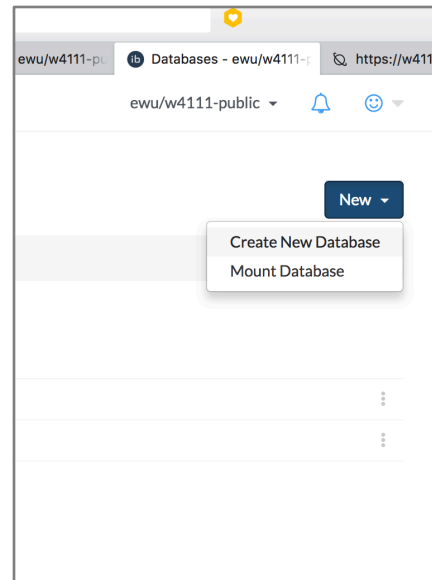 ewu/w4111-pu
ib Databases - ewu/w4111-p
https://w411
ewu/w4111-public
New
Create New Database
Mount Database